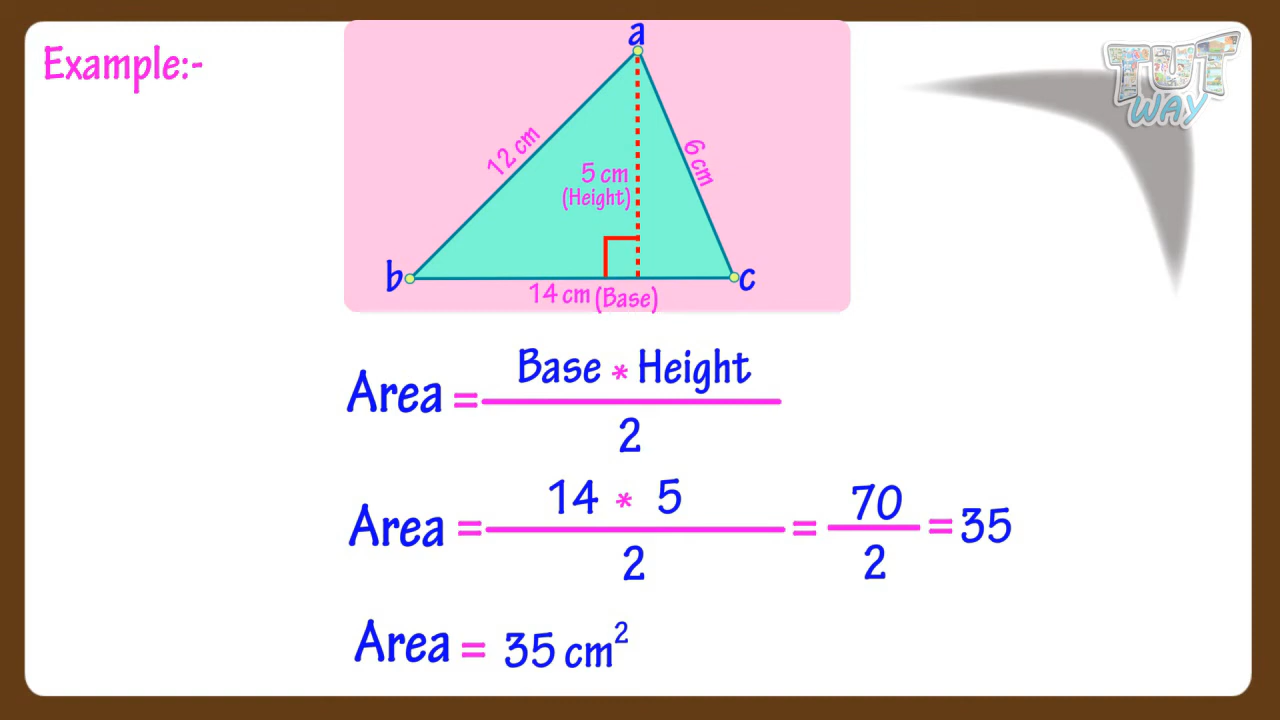 Example:-
TUT
WAY
a
12 cm
6 cm
5 cm
(Height)
b
c
14 cm (Base)
Area = Base * Height / 2
Area = 14 * 5 / 2 = 70 / 2 = 35
Area = 35 cm²